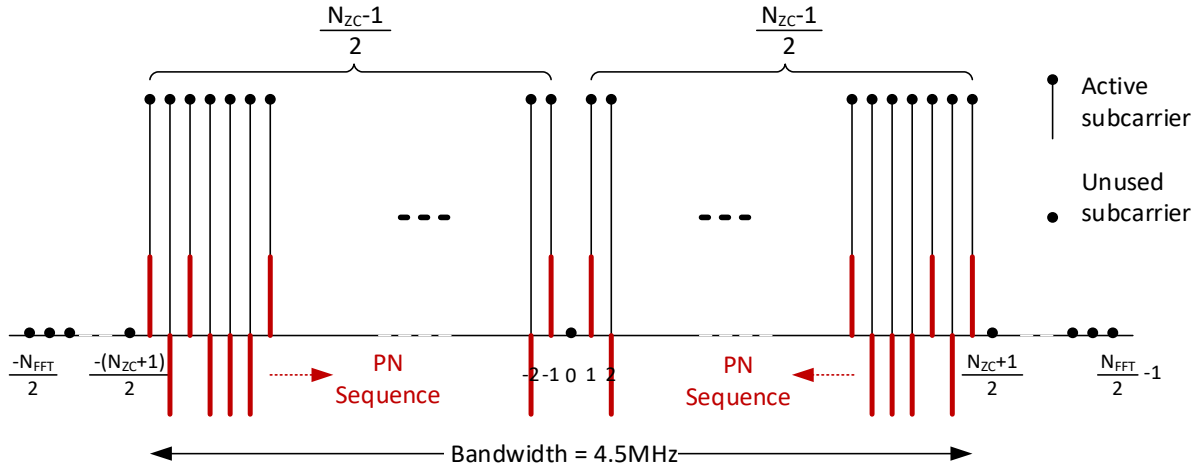 N_ZC-1
2
N_ZC-1
2
Active
subcarrier
Unused
subcarrier
-N_FFT
2
-(N_ZC+1)
2
PN
Sequence
-2 -1 0 1 2
PN
Sequence
N_ZC+1
2
N_FFT
2
-1
Bandwidth = 4.5MHz